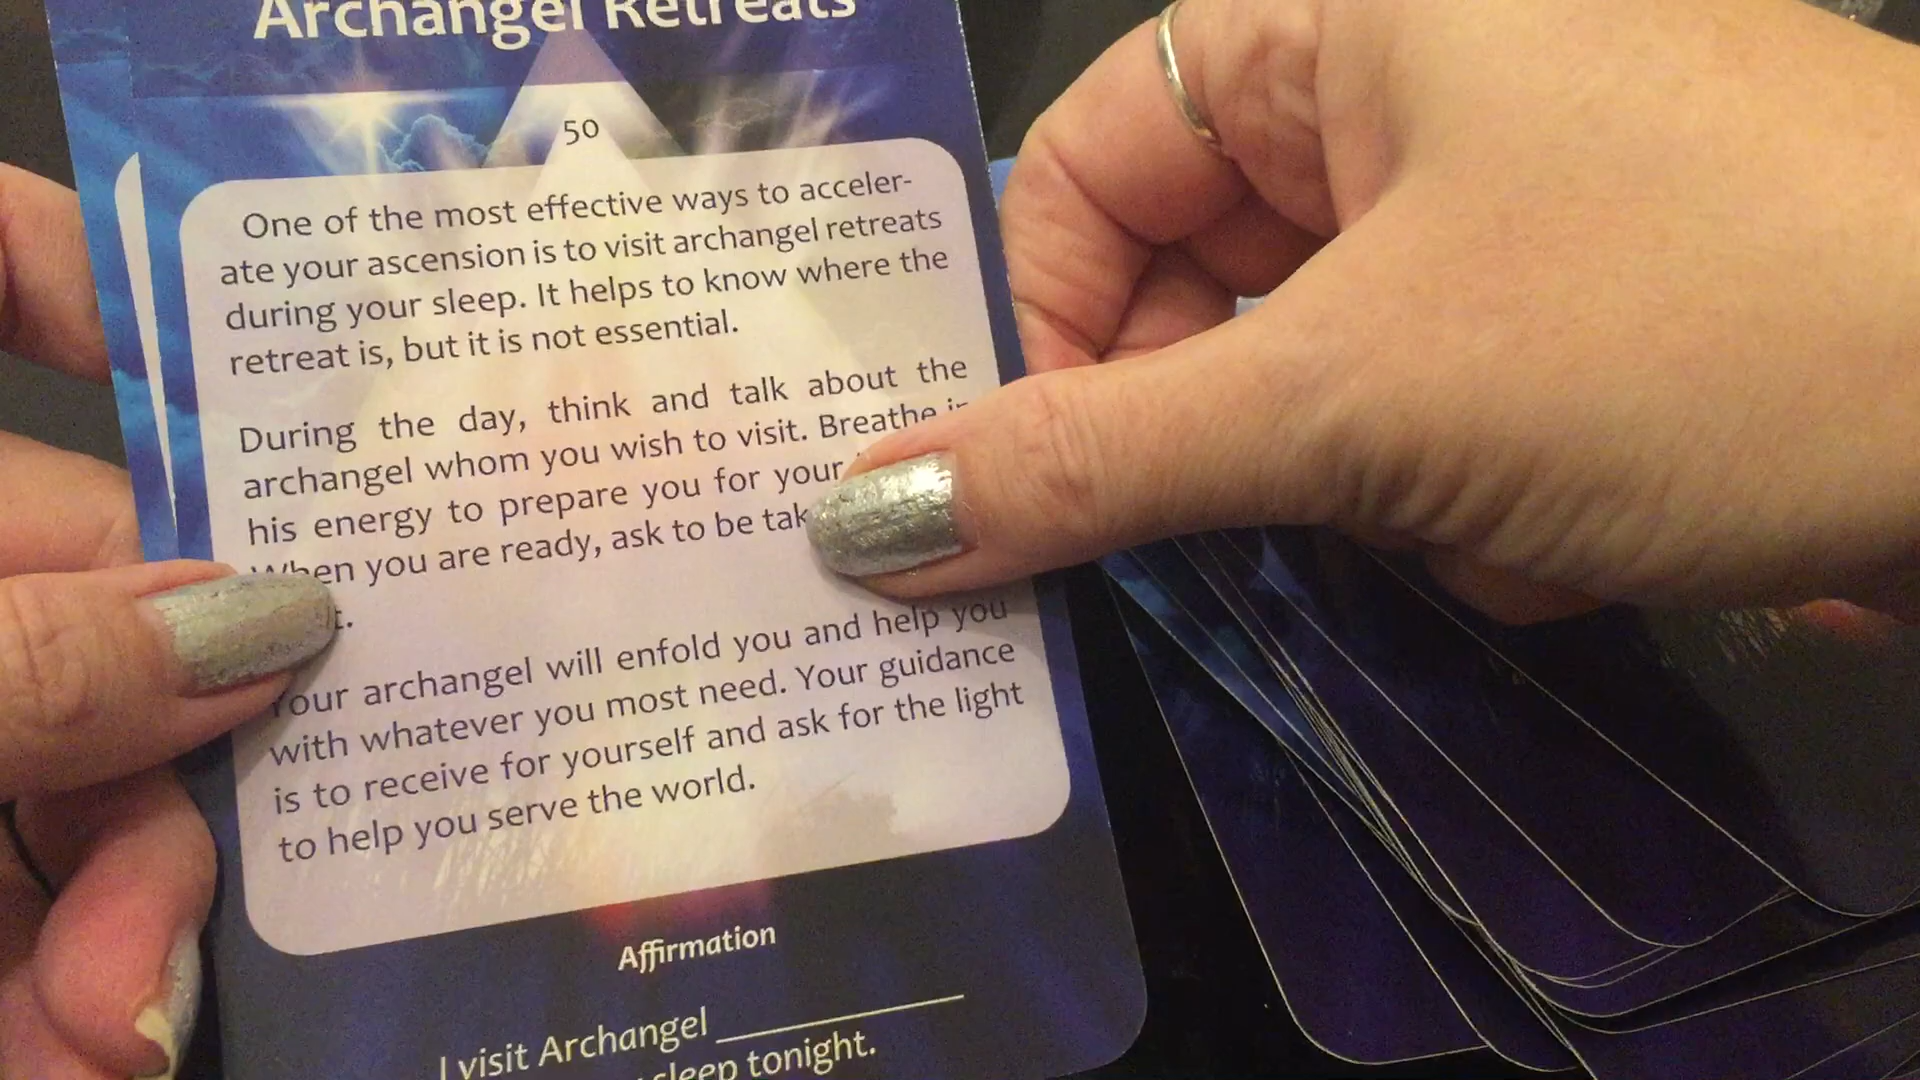 Archangel Retreats
50
One of the most effective ways to acceler-
ate your ascension is to visit archangel retreats
during your sleep. It helps to know where the
retreat is, but it is not essential.
During the day, think and talk about the
archangel whom you wish to visit. Breathe in
his energy to prepare you for your
When you are ready, ask to be
Your archangel will enfold you and help you
with whatever you most need. Your guidance
is to receive for yourself and ask for the light
to help you serve the world.
Affirmation
I visit Archangel
sleep tonight.